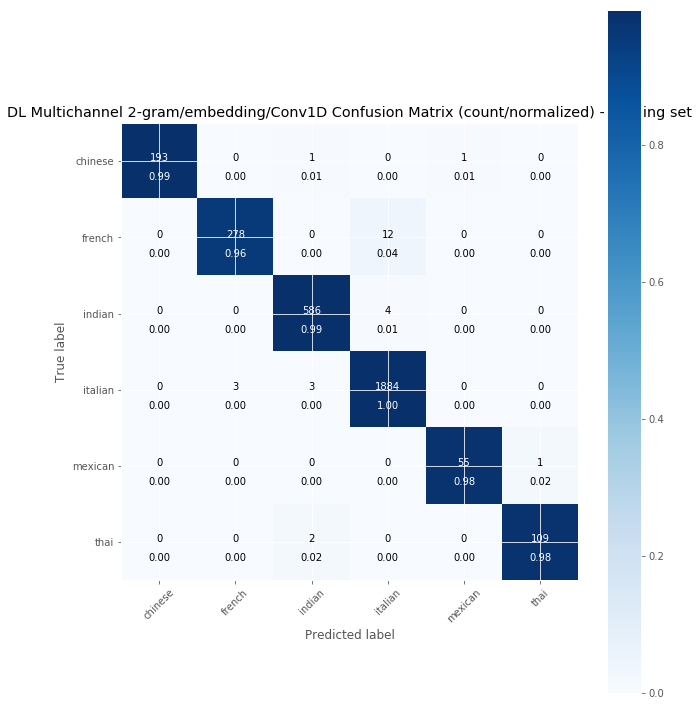 DL Multichannel 2-gram/embedding/Conv1D Confusion Matrix (count/normalized) - ing set
chinese 193 0 1 0 1 0
0.99 0.00 0.01 0.00 0.01 0.00
french 0 278 0 12 0 0
0.00 0.96 0.00 0.04 0.00 0.00
indian 0 0 586 4 0 0
0.00 0.00 0.99 0.01 0.00 0.00
italian 0 3 3 1884 0 0
0.00 0.00 0.00 1.00 0.00 0.00
mexican 0 0 0 0 55 1
0.00 0.00 0.00 0.00 0.98 0.02
thai 0 0 2 0 0 109
0.00 0.00 0.02 0.00 0.00 0.98
chinese french indian italian mexican thai
Predicted label
True label
0.8
0.6
0.4
0.2
0.0